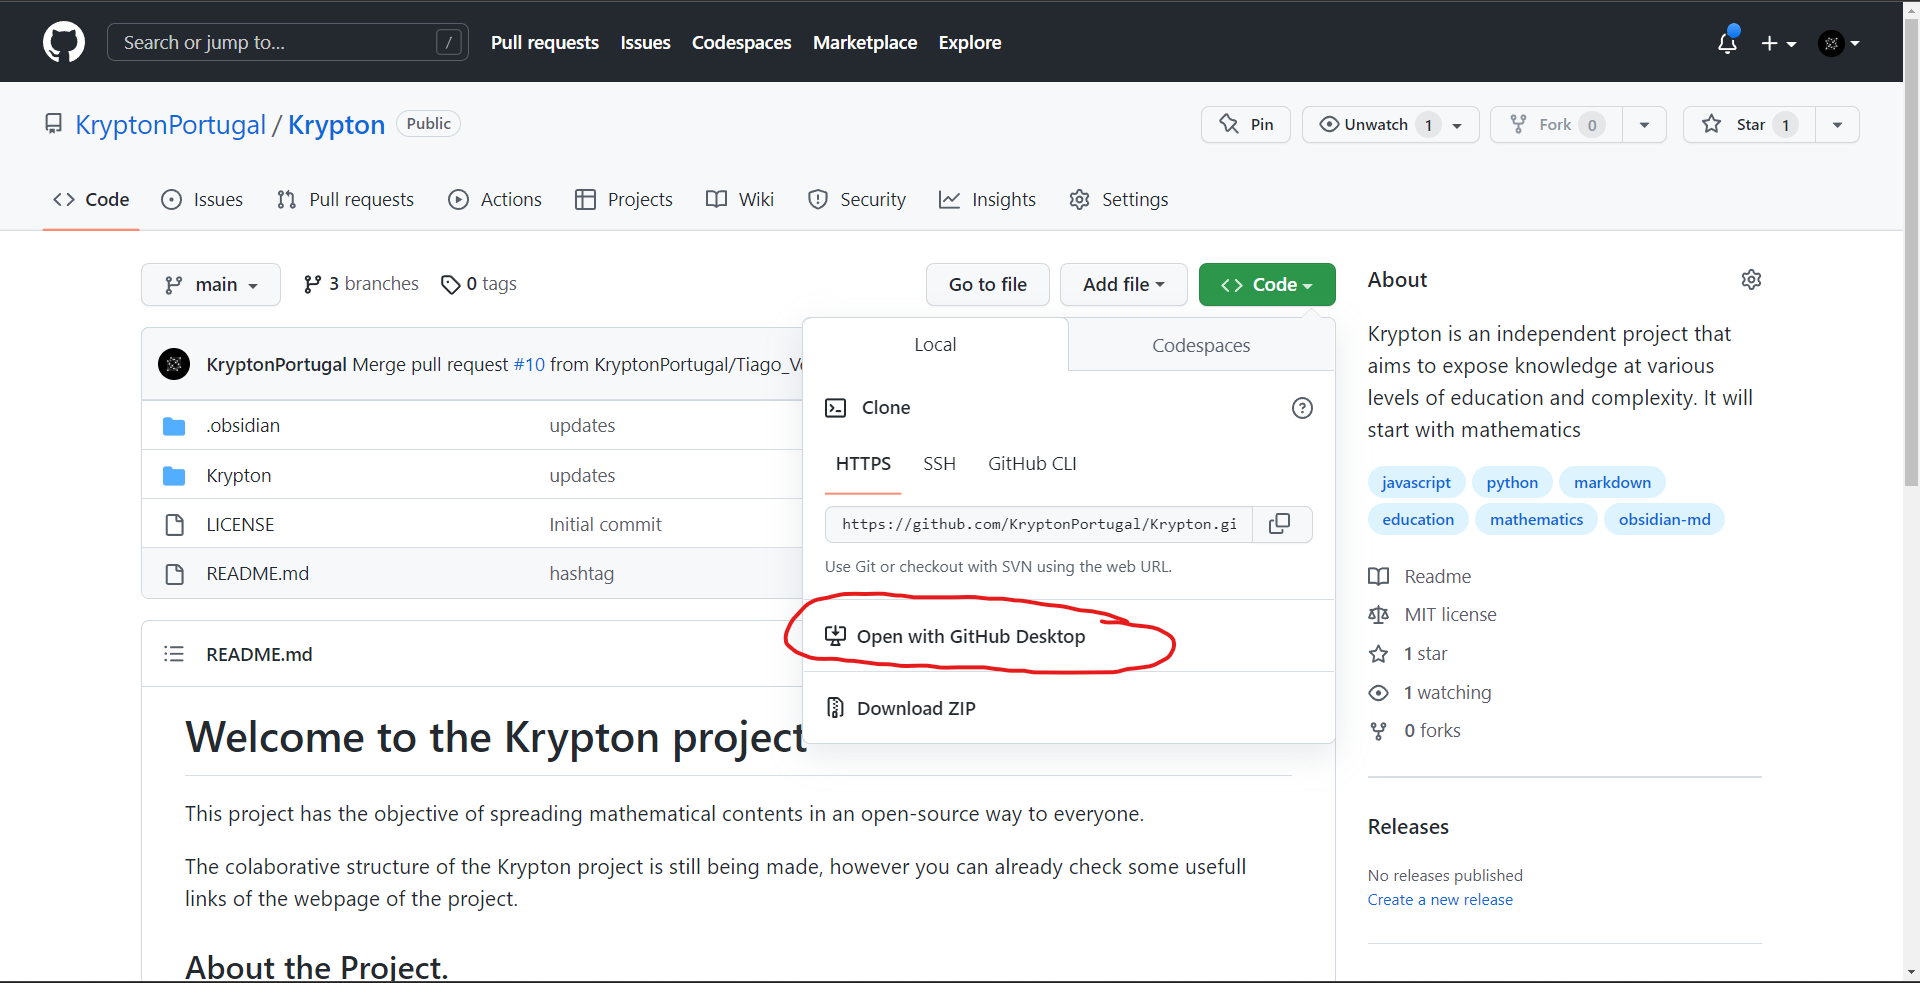 Search or jump to... /
Pull requests Issues Codespaces Marketplace Explore
KryptonPortugal / Krypton Public
Pin Unwatch 1 Fork 0 Star 1
Code Issues Pull requests Actions Projects Wiki Security Insights Settings
main 3 branches 0 tags
Go to file Add file Code
KryptonPortugal Merge pull request #10 from KryptonPortugal/Tiago_
.obsidian updates
Krypton updates
LICENSE Initial commit
README.md hashtag
Local Codespaces
Clone
HTTPS SSH GitHub CLI
https://github.com/KryptonPortugal/Krypton.gi
Use Git or checkout with SVN using the web URL.
Open with GitHub Desktop
Download ZIP
README.md
Welcome to the Krypton project
This project has the objective of spreading mathematical contents in an open-source way to everyone.
The colaborative structure of the Krypton project is still being made, however you can already check some usefull
links of the webpage of the project.
About the Project.
About
Krypton is an independent project that
aims to expose knowledge at various
levels of education and complexity. It will
start with mathematics
javascript python markdown
education mathematics obsidian-md
Readme
MIT license
1 star
1 watching
0 forks
Releases
No releases published
Create a new release